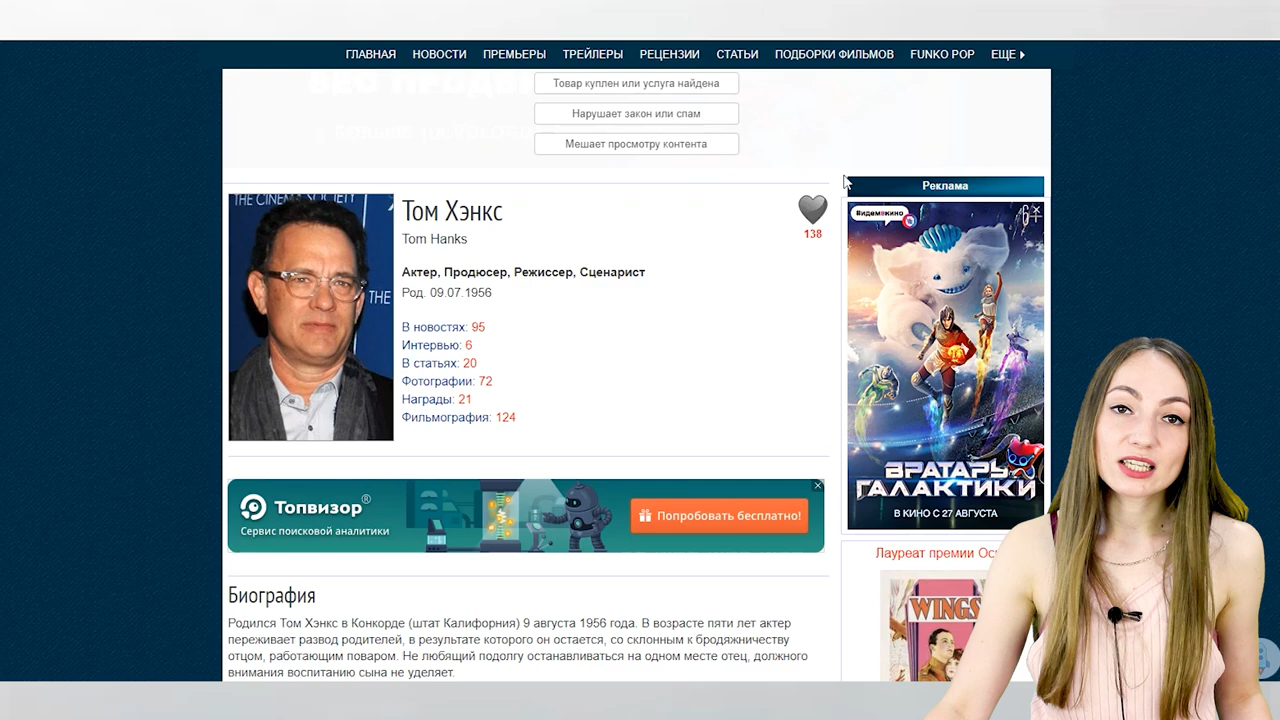 ГЛАВНАЯ НОВОСТИ ПРЕМЬЕРЫ ТРЕЙЛЕРЫ РЕЦЕНЗИИ СТАТЬИ ПОДБОРКИ ФИЛЬМОВ FUNKO POP ЕЩЕ
Товар куплен или услуга найдена
Нарушает закон или спам
Мешает просмотру контента
THE CINEMA SOCIETY
THE
Том Хэнкс
Tom Hanks
138
Актер, Продюсер, Режиссер, Сценарист
Род. 09.07.1956
В новостях: 95
Интервью: 6
В статьях: 20
Фотографии: 72
Награды: 21
Фильмография: 124
Реклама
#идемвкино
6+
ВРАТАРЬ
ГАЛАКТИКИ
В КИНО С 27 АВГУСТА
Топвизор®
Сервис поисковой аналитики
Попробовать бесплатно!
Лауреат премии
WINGS
Биография
Родился Том Хэнкс в Конкорде (штат Калифорния) 9 августа 1956 года. В возрасте пяти лет актер
переживает развод родителей, в результате которого он остается, со склонным к бродяжничеству
отцом, работающим поваром. Не любящий подолгу останавливаться на одном месте отец, должного
внимания воспитанию сына не уделяет.